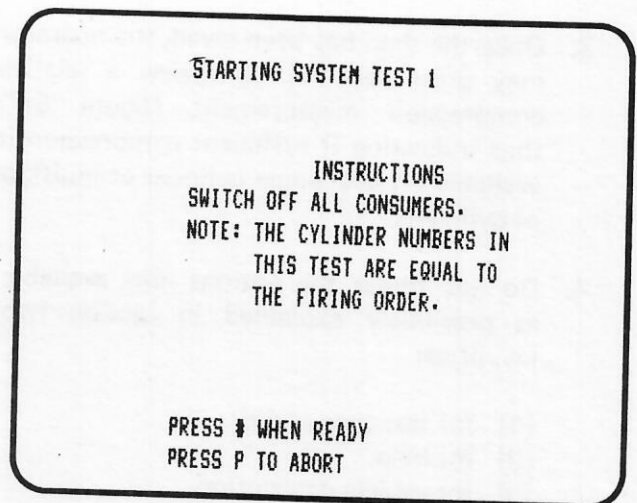 STARTING SYSTEM TEST 1
INSTRUCTIONS
SWITCH OFF ALL CONSUMERS.
NOTE: THE CYLINDER NUMBERS IN
THIS TEST ARE EQUAL TO
THE FIRING ORDER.
PRESS # WHEN READY
PRESS P TO ABORT